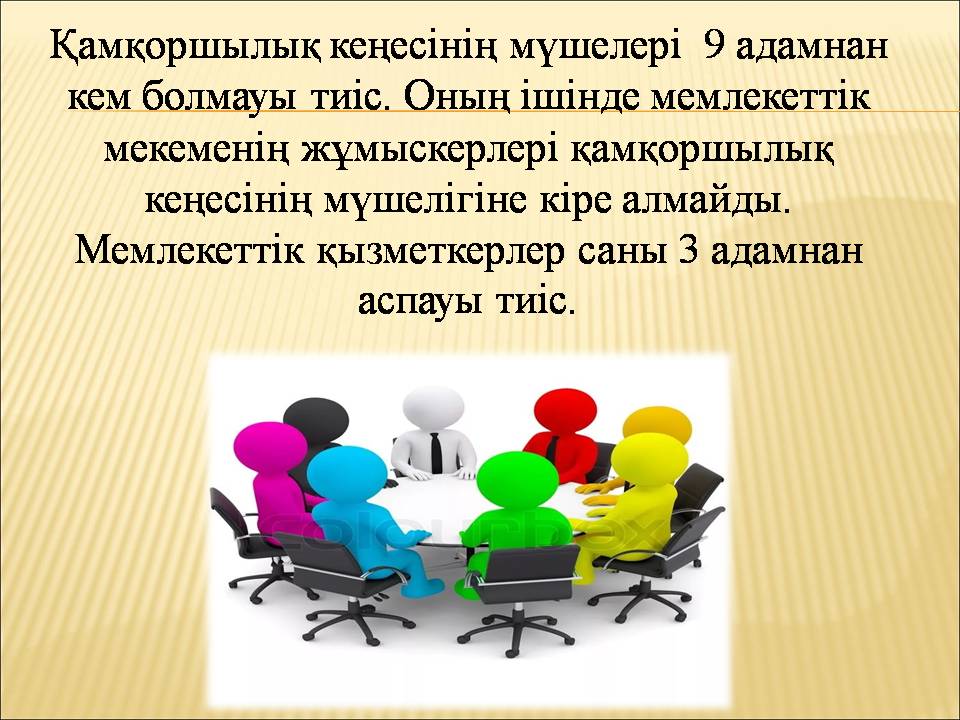 Қамқоршылық кеңесінің мүшелері 9 адамнан
кем болмауы тиіс. Оның ішінде мемлекеттік
мекеменің жұмыскерлері қамқоршылық
кеңесінің мүшелігіне кіре алмайды.
Мемлекеттік қызметкерлер саны 3 адамнан
аспауы тиіс.
colourbox